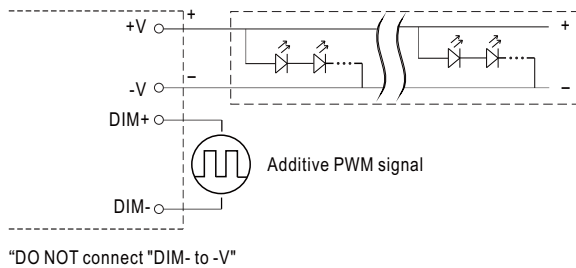 +V
+
+
-V
–
–
DIM+
Additive PWM signal
DIM-
“DO NOT connect "DIM- to -V"